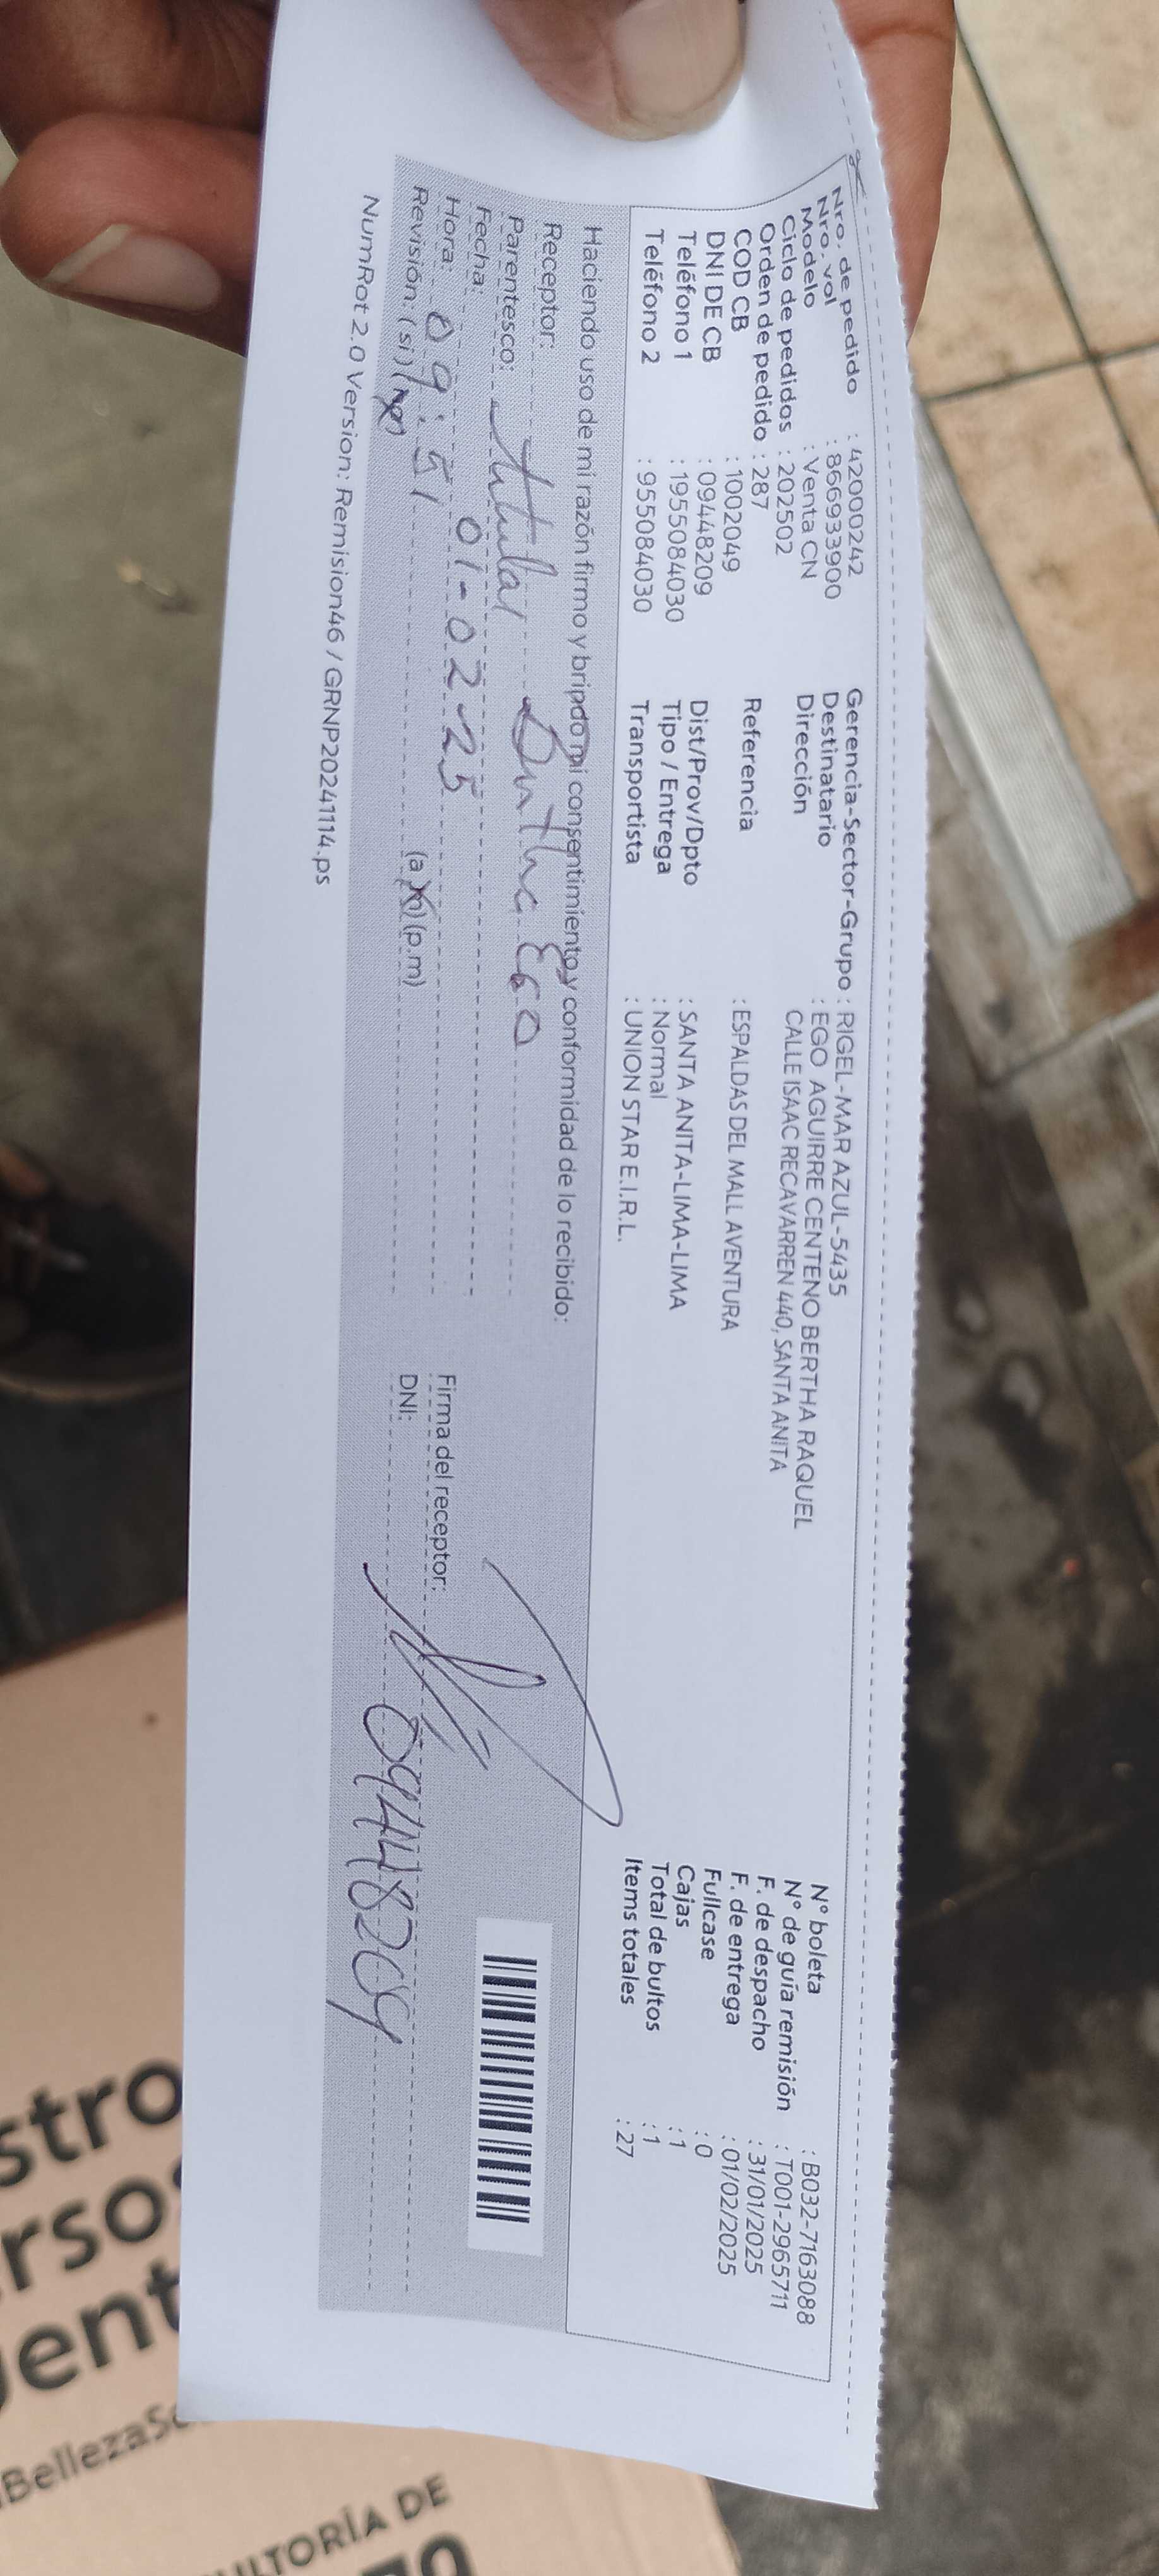 Nro. de pedido : 42000242
Nro. vol : 866933900
Modelo : Venta CN
Ciclo de pedidos : 202502
Orden de pedido : 287
COD CB : 1002049
DNI DE CB : 09448209
Teléfono 1 : 1955084030
Teléfono 2 : 955084030
Gerencia-Sector-Grupo : RIGEL-MAR AZUL-5435
Destinatario : EGO AGUIRRE CENTENO BERTHA RAQUEL
Dirección CALLE ISAAC RECAVARREN 440, SANTA ANITA
Referencia : ESPALDAS DEL MALL AVENTURA
Dist/Prov/Dpto : SANTA ANITA-LIMA-LIMA
Tipo / Entrega : Normal
Transportista : UNION STAR E.I.R.L.
N° boleta : B032-7163088
N° de guía remisión : T001-2965711
F. de despacho : 31/01/2025
F. de entrega : 01/02/2025
Fullcase : 0
Cajas : 1
Total de bultos : 1
Items totales : 27
Haciendo uso de mi razón firmo y brindo mi consentimiento y conformidad de lo recibido:
Receptor:
Parentesco: titular
Fecha: 01-02-25
Hora: 09:51 (a.m) (p.m)
Revisión: (si) (no)
Firma del receptor:
DNI: 09448209
NumRot 2.0 Version: Remision46 / GRNP20241114.ps
stro
rsos
gent
BellezaSo
ULTORÍA DE